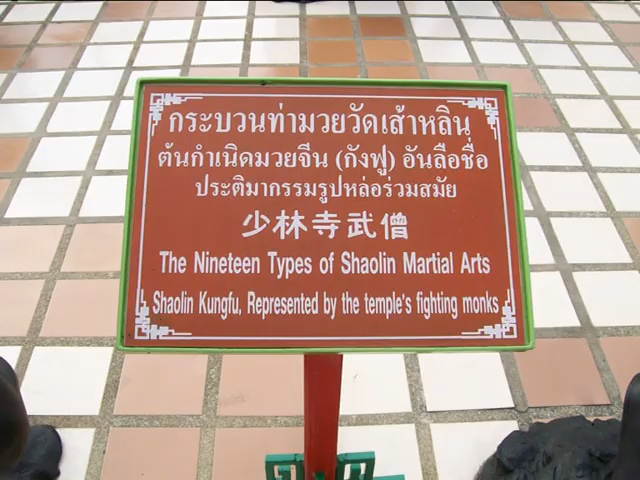 กระบวนท่ามวยวัดเส้าหลิน
ต้นกำเนิดมวยจีน (กังฟู) อันลือชื่อ
ประติมากรรมรูปหล่อร่วมสมัย
少林寺武僧
The Nineteen Types of Shaolin Martial Arts
Shaolin Kungfu, Represented by the temple's fighting monks